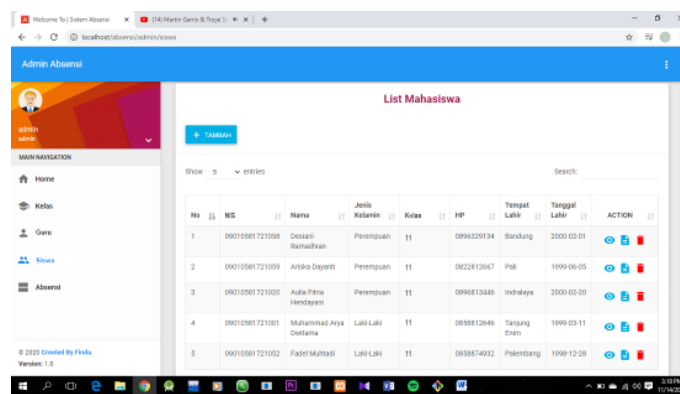 Welcome To | Sistem Absensi
(14) Martin Garrix & Troye S
localhost/absensi/admin/siswa
Admin Absensi
admin
admin
MAIN NAVIGATION
Home
Kelas
Guru
Siswa
Absensi
© 2020 Created By Finda.
Version: 1.0
List Mahasiswa
+ TAMBAH
Show 5 entries
Search:
No NIS Nama Jenis Kelamin Kelas HP Tempat Lahir Tanggal Lahir ACTION
1 09010581721058 Desiani Ramadhian Perempuan 11 0896329134 Bandung 2000-02-01
2 09010581721059 Ariska Dayanti Perempuan 11 0822812667 Pali 1999-06-05
3 09010581721020 Aulia Fitria Hendayani Perempuan 11 0896813446 Indralaya 2000-02-20
4 09010581721001 Muhammad Arya Dwitama Laki-Laki 11 0858812646 Tanjung Enim 1999-03-11
5 09010581721052 Fadel Muhtadi Laki-Laki 11 0858874932 Palembang 1998-12-28
3:10 PM